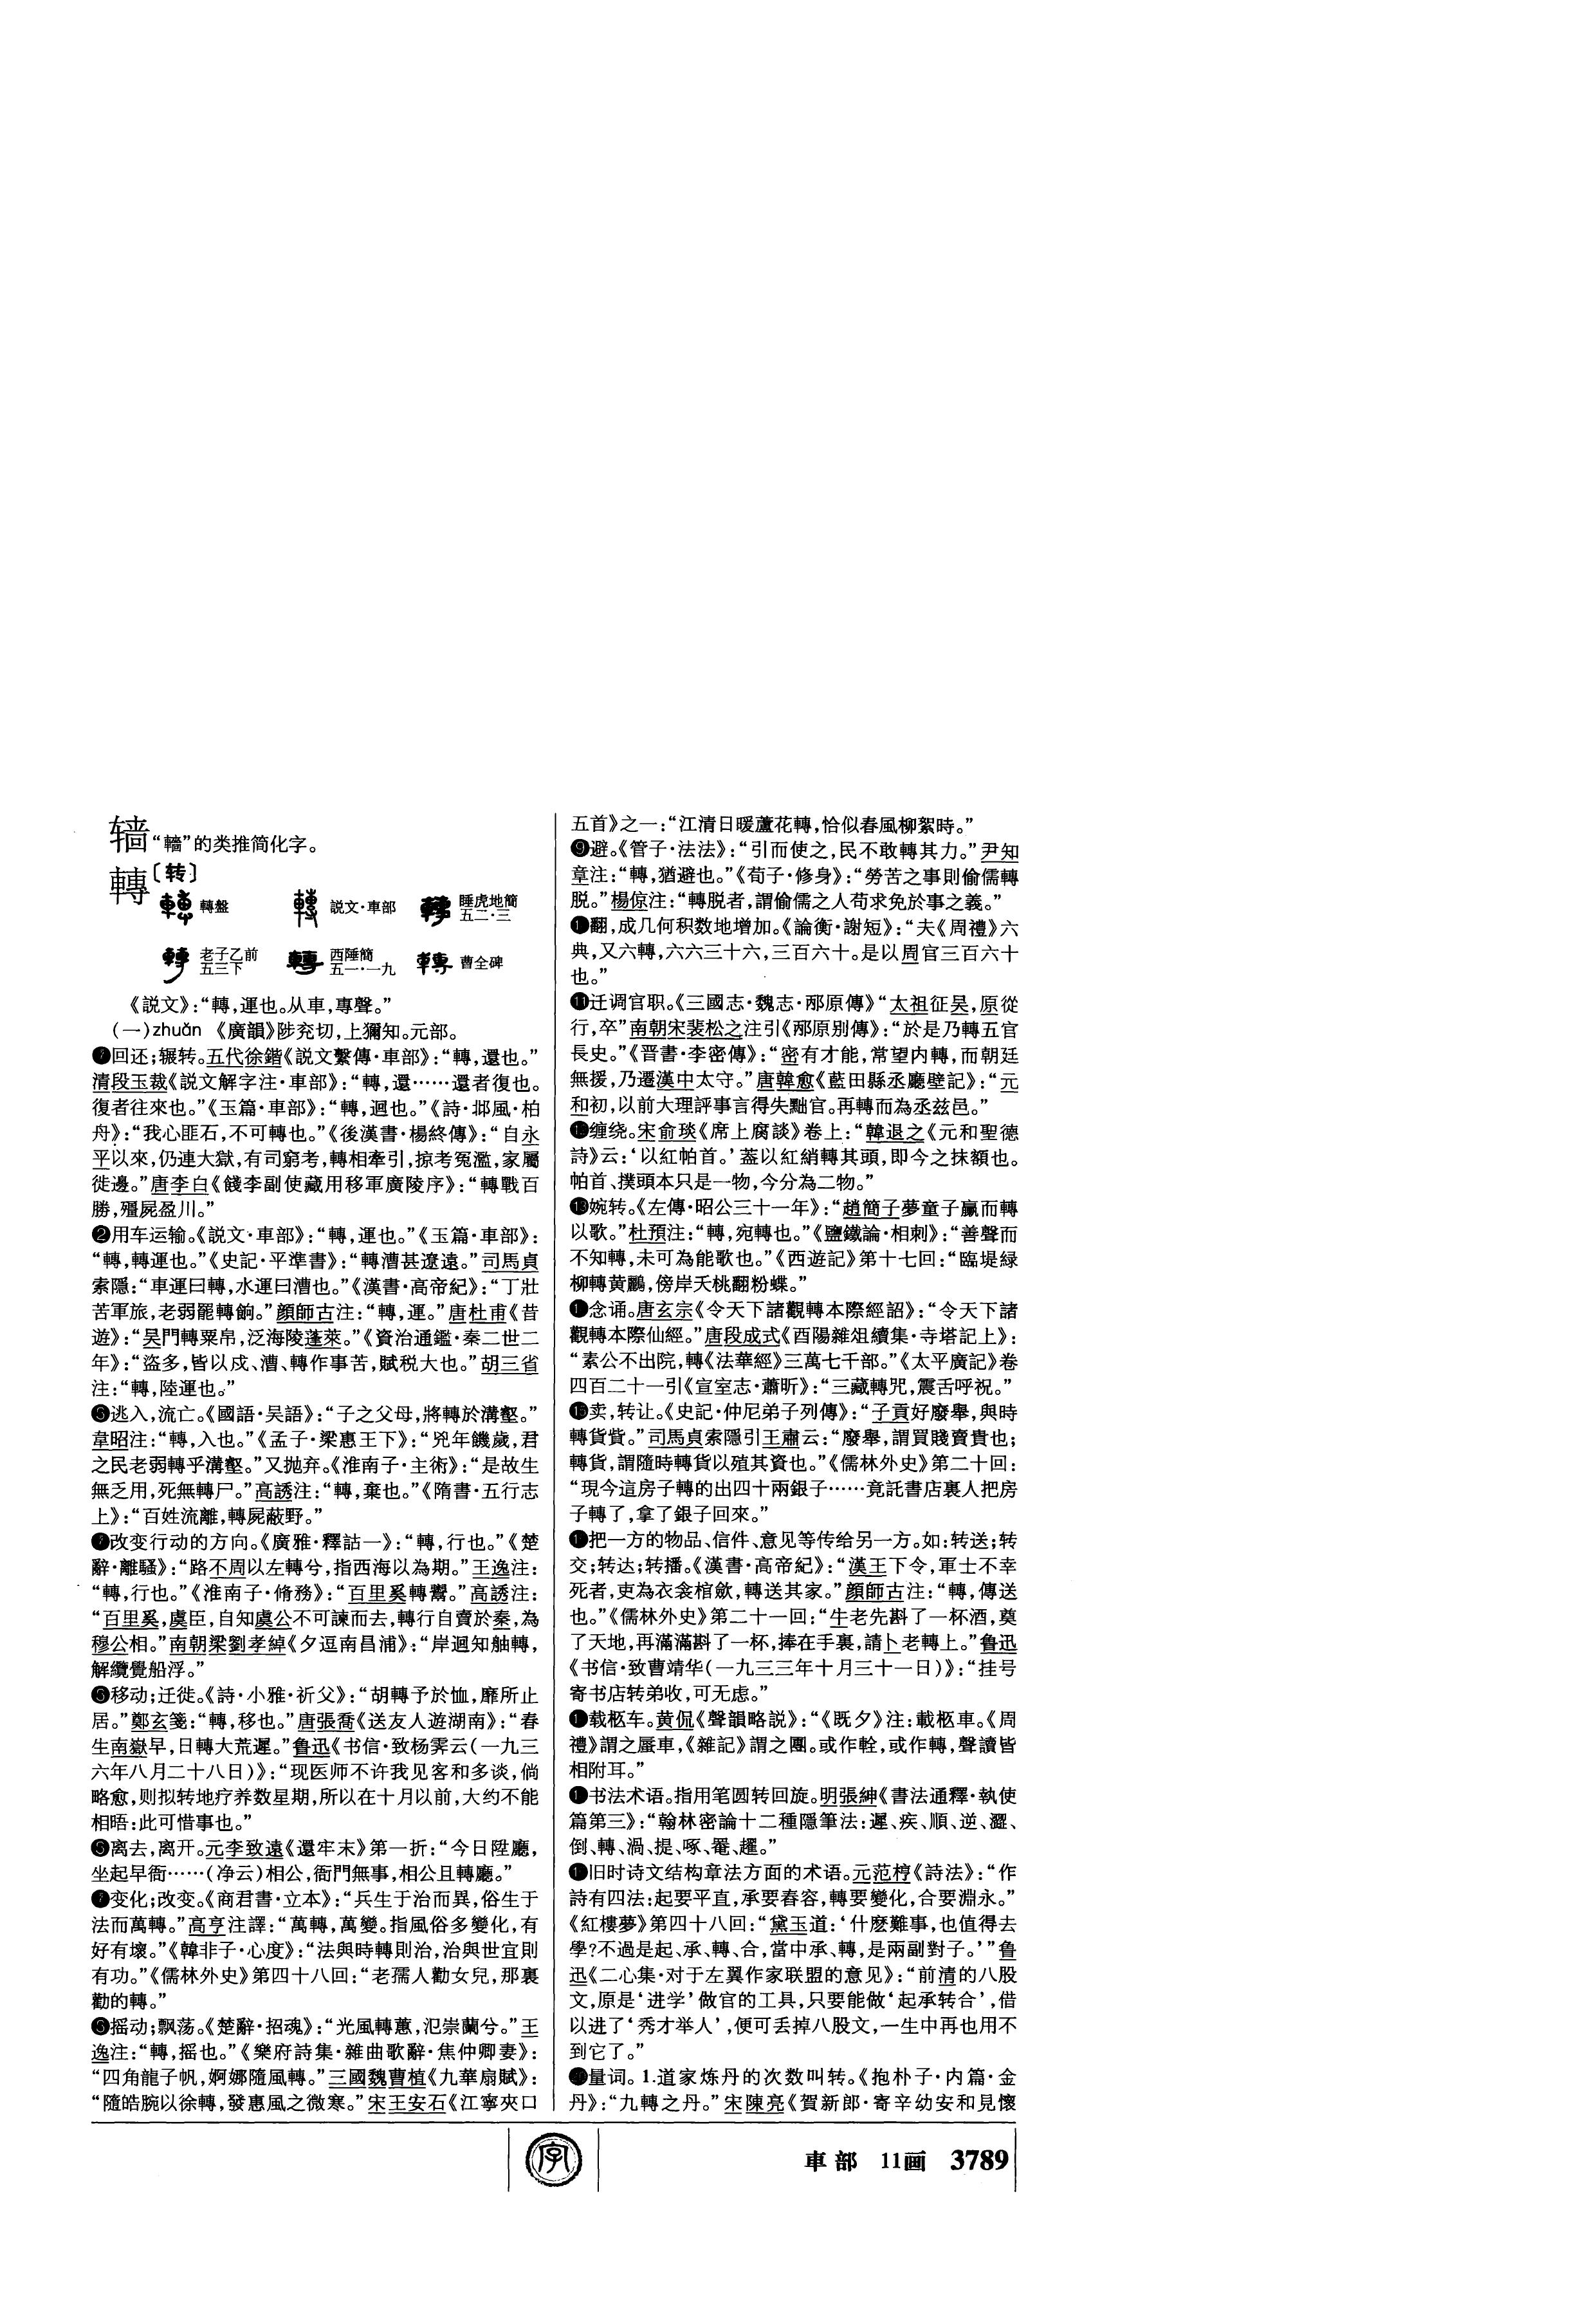 𫐖“轖”的类推简化字。
轉〔转〕
轉盤 説文·車部 睡虎地簡五二·三
老子乙前五三下 西陲簡五一·一九 曹全碑
《説文》：“轉，運也。从車，專聲。”
(一)zhuǎn 《廣韻》陟兖切，上獮知。元部。
❶回还；辗转。五代徐鍇《説文繫傳·車部》：“轉，還也。”
清段玉裁《説文解字注·車部》：“轉，還……還者復也。
復者往來也。”《玉篇·車部》：“轉，迴也。”《詩·邶風·柏
舟》：“我心匪石，不可轉也。”《後漢書·楊終傳》：“自永
平以來，仍連大獄，有司窮考，轉相牽引，掠考冤濫，家屬
徙邊。”唐李白《餞李副使藏用移軍廣陵序》：“轉戰百
勝，殭屍盈川。”
❷用车运输。《説文·車部》：“轉，運也。”《玉篇·車部》：
“轉，轉運也。”《史記·平準書》：“轉漕甚遼遠。”司馬貞
索隱：“車運曰轉，水運曰漕也。”《漢書·高帝紀》：“丁壯
苦軍旅，老弱罷轉餉。”顔師古注：“轉，運。”唐杜甫《昔
遊》：“吴門轉粟帛，泛海陵蓬萊。”《資治通鑑·秦二世二
年》：“盜多，皆以戍、漕、轉作事苦，賦税大也。”胡三省
注：“轉，陸運也。”
❸逃入，流亡。《國語·吴語》：“子之父母，將轉於溝壑。”
韋昭注：“轉，入也。”《孟子·梁惠王下》：“兇年饑歲，君
之民老弱轉乎溝壑。”又抛弃。《淮南子·主術》：“是故生
無乏用，死無轉尸。”高誘注：“轉，棄也。”《隋書·五行志
上》：“百姓流離，轉屍蔽野。”
❹改变行动的方向。《廣雅·釋詁一》：“轉，行也。”《楚
辭·離騷》：“路不周以左轉兮，指西海以為期。”王逸注：
“轉，行也。”《淮南子·脩務》：“百里奚轉鬻。”高誘注：
“百里奚，虞臣，自知虞公不可諫而去，轉行自賣於秦，為
穆公相。”南朝梁劉孝綽《夕逗南昌浦》：“岸迴知舳轉，
解纜覺船浮。”
❺移动；迁徙。《詩·小雅·祈父》：“胡轉予於恤，靡所止
居。”鄭玄箋：“轉，移也。”唐張喬《送友人遊湖南》：“春
生南嶽早，日轉大荒遲。”鲁迅《书信·致杨霁云(一九三
六年八月二十八日)》：“现医师不许我见客和多谈，倘
略愈，则拟转地疗养数星期，所以在十月以前，大约不能
相晤：此可惜事也。”
❻离去，离开。元李致遠《還牢末》第一折：“今日陞廳，
坐起早衙……(净云)相公，衙門無事，相公且轉廳。”
❼变化；改变。《商君書·立本》：“兵生于治而異，俗生于
法而萬轉。”高亨注譯：“萬轉，萬變。指風俗多變化，有
好有壞。”《韓非子·心度》：“法與時轉則治，治與世宜則
有功。”《儒林外史》第四十八回：“老孺人勸女兒，那裏
勸的轉。”
❽摇动；飘荡。《楚辭·招魂》：“光風轉蕙，氾崇蘭兮。”王
逸注：“轉，摇也。”《樂府詩集·雜曲歌辭·焦仲卿妻》：
“四角龍子帆，婀娜隨風轉。”三國魏曹植《九華扇賦》：
“隨皓腕以徐轉，發惠風之微寒。”宋王安石《江寧夾口
五首》之一：“江清日暖蘆花轉，恰似春風柳絮時。”
❾避。《管子·法法》：“引而使之，民不敢轉其力。”尹知
章注：“轉，猶避也。”《荀子·修身》：“勞苦之事則偷儒轉
脱。”楊倞注：“轉脱者，謂偷儒之人苟求免於事之義。”
❿翻，成几何积数地增加。《論衡·謝短》：“夫《周禮》六
典，又六轉，六六三十六，三百六十。是以周官三百六十
也。”
⓫迁调官职。《三國志·魏志·邴原傳》“太祖征吴，原從
行，卒”南朝宋裴松之注引《邴原别傳》：“於是乃轉五官
長史。”《晋書·李密傳》：“密有才能，常望内轉，而朝廷
無援，乃遷漢中太守。”唐韓愈《藍田縣丞廳壁記》：“元
和初，以前大理評事言得失黜官。再轉而為丞兹邑。”
⓬缠绕。宋俞琰《席上腐談》卷上：“韓退之《元和聖德
詩》云：‘以紅帕首。’蓋以紅綃轉其頭，即今之抹額也。
帕首、撲頭本只是一物，今分為二物。”
⓭婉转。《左傳·昭公三十一年》：“趙簡子夢童子臝而轉
以歌。”杜預注：“轉，宛轉也。”《鹽鐵論·相刺》：“善聲而
不知轉，未可為能歌也。”《西遊記》第十七回：“臨堤緑
柳轉黄鸝，傍岸夭桃翻粉蝶。”
⓮念诵。唐玄宗《令天下諸觀轉本際經詔》：“令天下諸
觀轉本際仙經。”唐段成式《酉陽雜俎續集·寺塔記上》：
“素公不出院，轉《法華經》三萬七千部。”《太平廣記》卷
四百二十一引《宣室志·蕭昕》：“三藏轉咒，震舌呼祝。”
⓯卖，转让。《史記·仲尼弟子列傳》：“子貢好廢舉，與時
轉貨貲。”司馬貞索隱引王肅云：“廢舉，謂買賤賣貴也；
轉貨，謂隨時轉貨以殖其資也。”《儒林外史》第二十回：
“現今這房子轉的出四十兩銀子……竟託書店裏人把房
子轉了，拿了銀子回來。”
⓰把一方的物品、信件、意见等传给另一方。如：转送；转
交；转达；转播。《漢書·高帝紀》：“漢王下令，軍士不幸
死者，吏為衣衾棺斂，轉送其家。”顔師古注：“轉，傳送
也。”《儒林外史》第二十一回：“牛老先斟了一杯酒，奠
了天地，再滿滿斟了一杯，捧在手裏，請卜老轉上。”鲁迅
《书信·致曹靖华(一九三三年十月三十一日)》：“挂号
寄书店转弟收，可无虑。”
⓱载柩车。黄侃《聲韻略説》：“《既夕》注：載柩車。《周
禮》謂之蜃車，《雜記》謂之團。或作輇，或作轉，聲讀皆
相附耳。”
⓲书法术语。指用笔圆转回旋。明張紳《書法通釋·執使
篇第三》：“翰林密論十二種隱筆法：遲、疾、順、逆、澀、
倒、轉、渦、提、啄、罨、趯。”
⓳旧时诗文结构章法方面的术语。元范梈《詩法》：“作
詩有四法：起要平直，承要舂容，轉要變化，合要淵永。”
《紅樓夢》第四十八回：“黛玉道：‘什麽難事，也值得去
學？不過是起、承、轉、合，當中承、轉，是兩副對子。’”鲁
迅《二心集·对于左翼作家联盟的意见》：“前清的八股
文，原是‘进学’做官的工具，只要能做‘起承转合’，借
以进了‘秀才举人’，便可丢掉八股文，一生中再也用不
到它了。”
⓴量词。1.道家炼丹的次数叫转。《抱朴子·内篇·金
丹》：“九轉之丹。”宋陳亮《賀新郎·寄辛幼安和見懷
字
車部 11画 3789